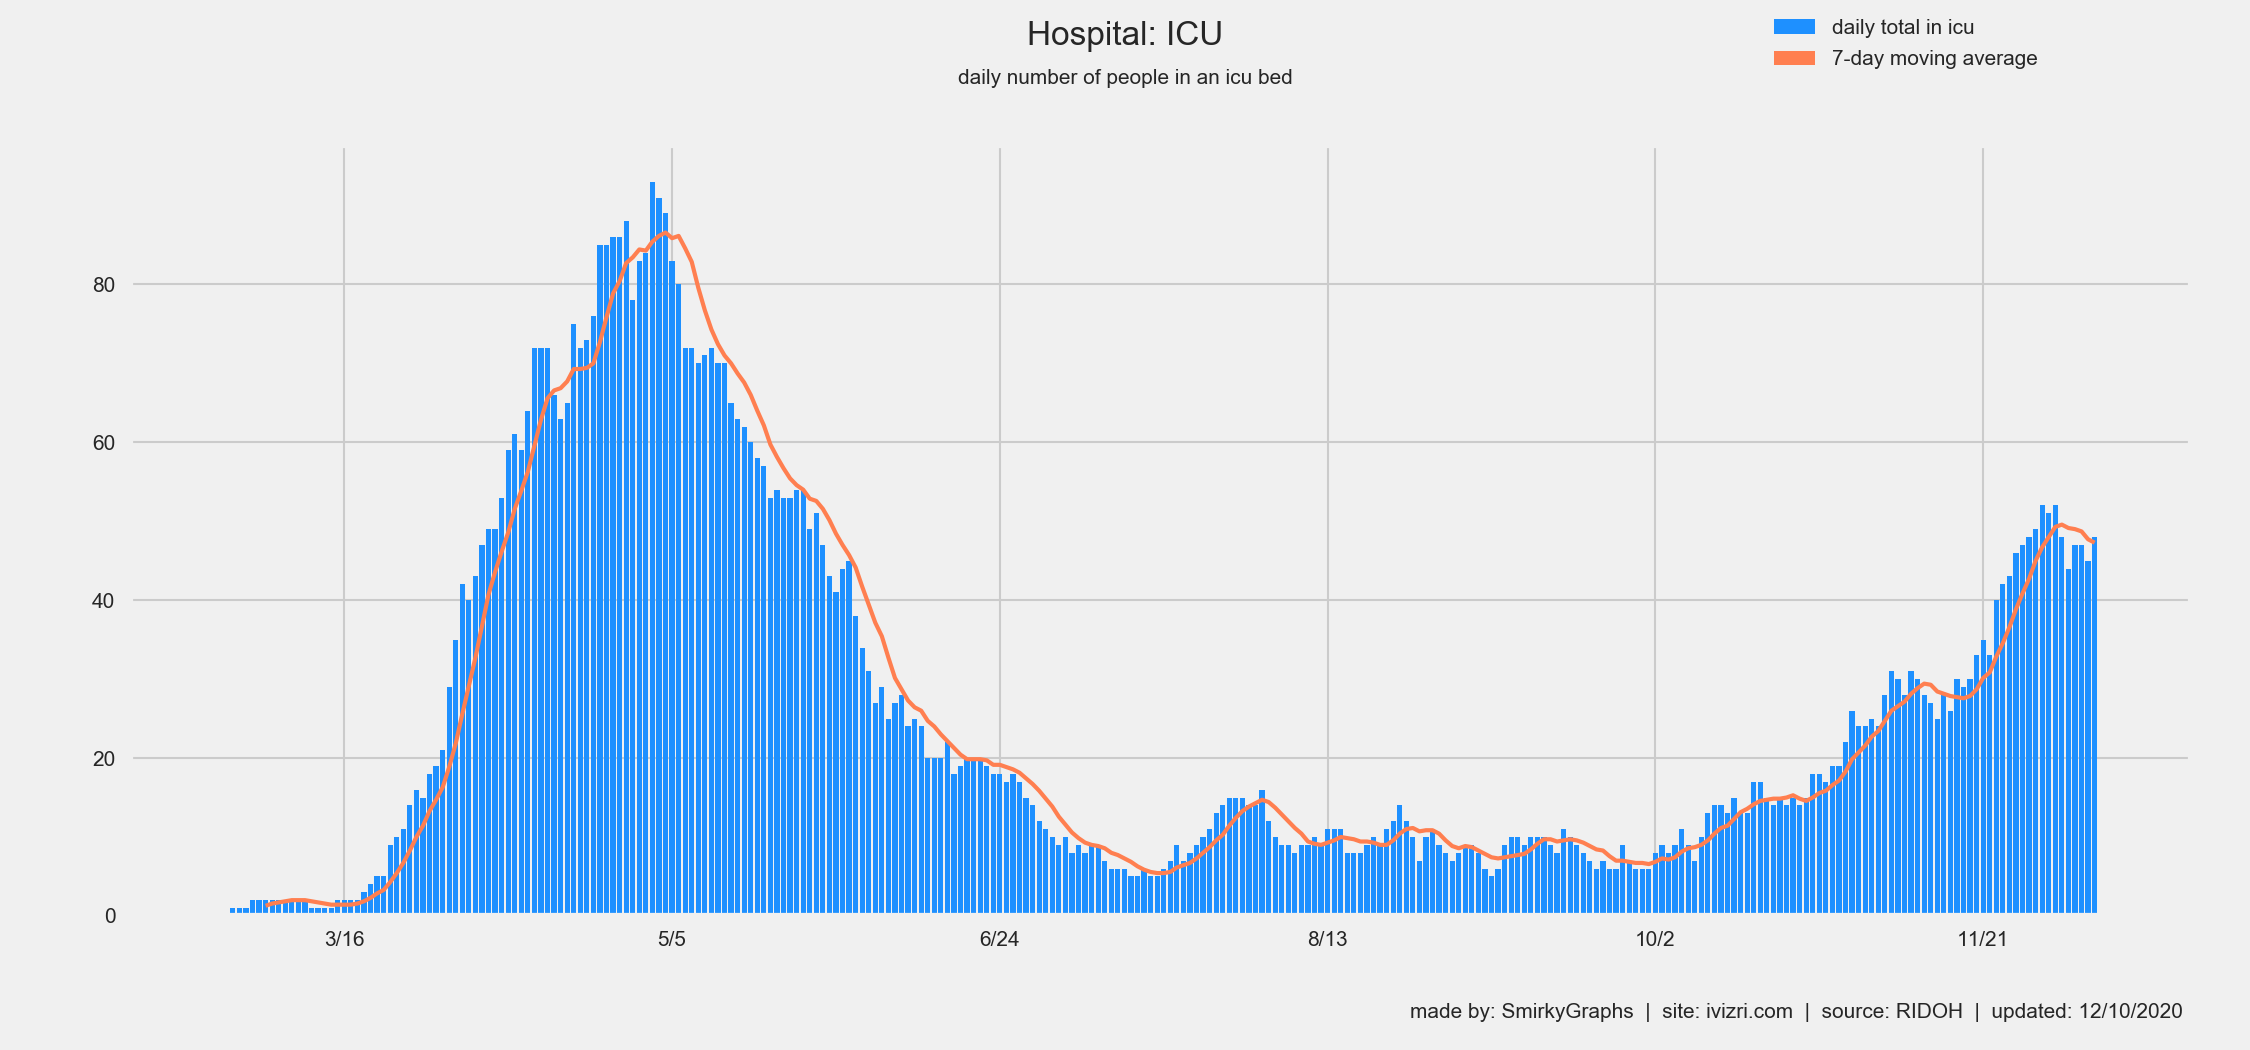 Hospital: ICU
daily number of people in an icu bed
daily total in icu
7-day moving average
80
60
40
20
0
3/16 5/5 6/24 8/13 10/2 11/21
made by: SmirkyGraphs | site: ivizri.com | source: RIDOH | updated: 12/10/2020